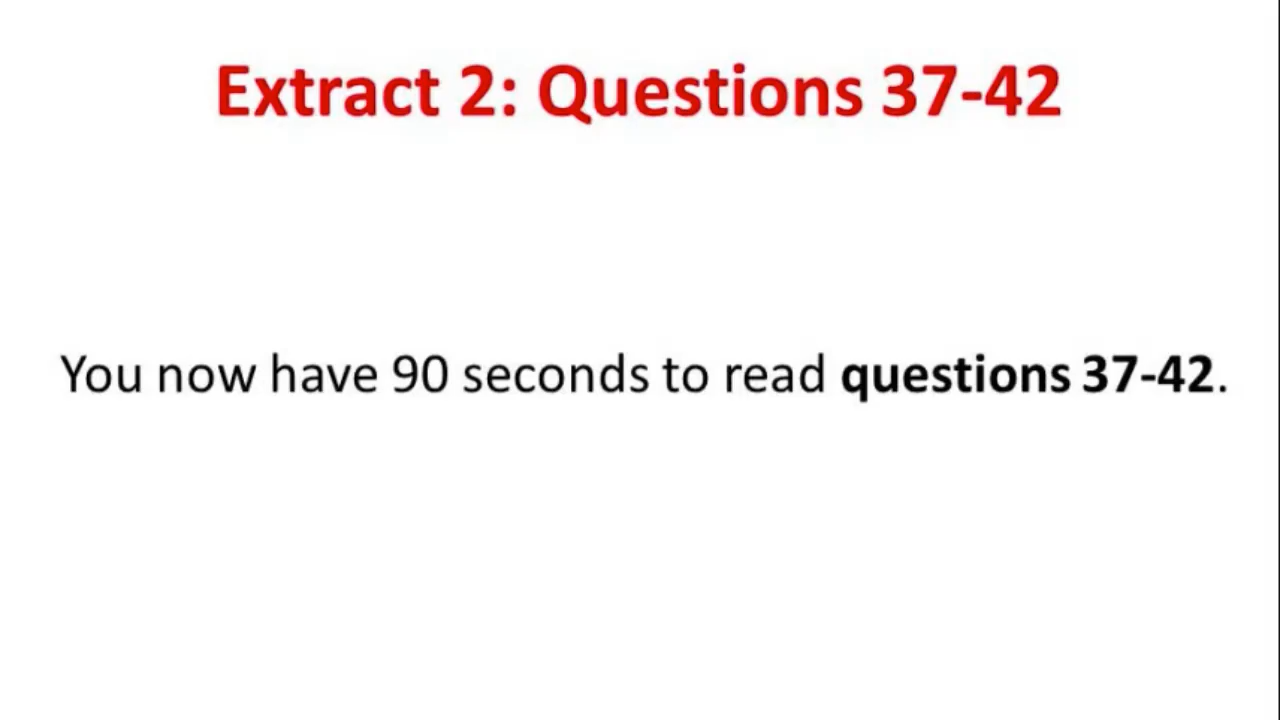 Extract 2: Questions 37-42
You now have 90 seconds to read questions 37-42.